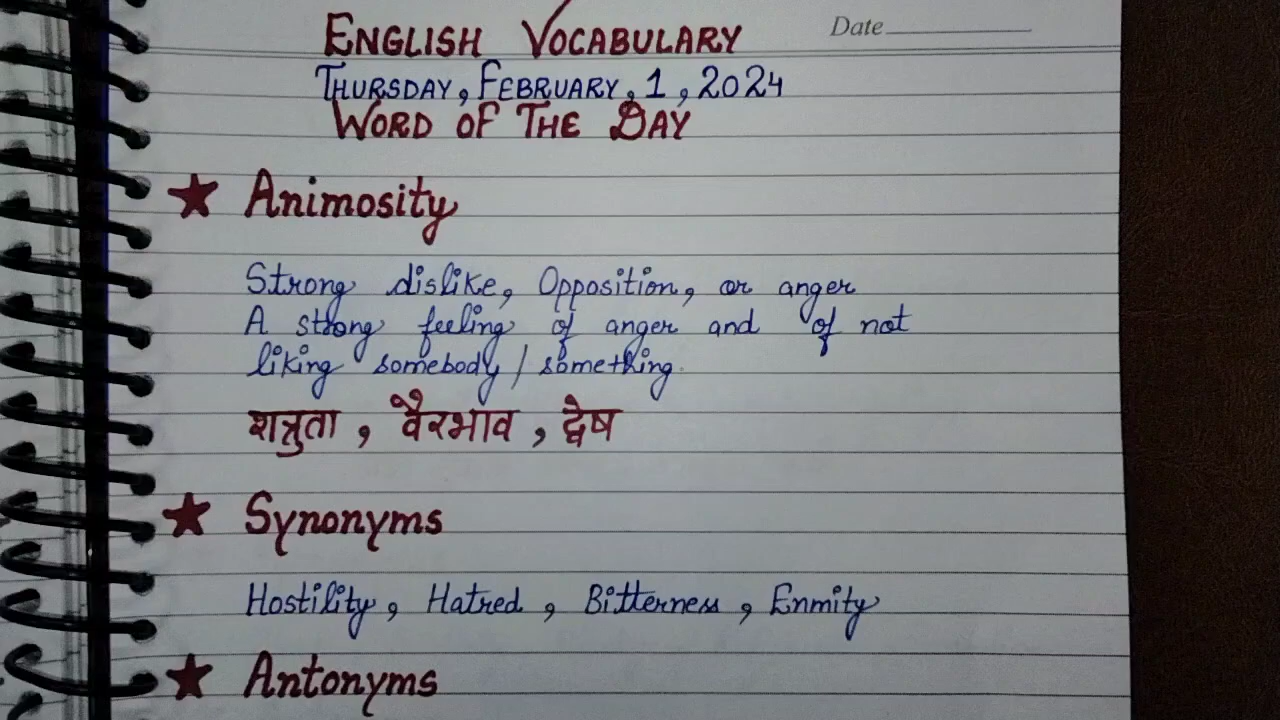 ENGLISH VOCABULARY
Date
THURSDAY, FEBRUARY, 1, 2024
WORD OF THE DAY
★ Animosity
Strong dislike, Opposition, or anger
A strong feeling of anger and of not
liking somebody / something.
शत्रुता, वैरभाव, द्वेष
★ Synonyms
Hostility, Hatred, Bitterness, Enmity
★ Antonyms